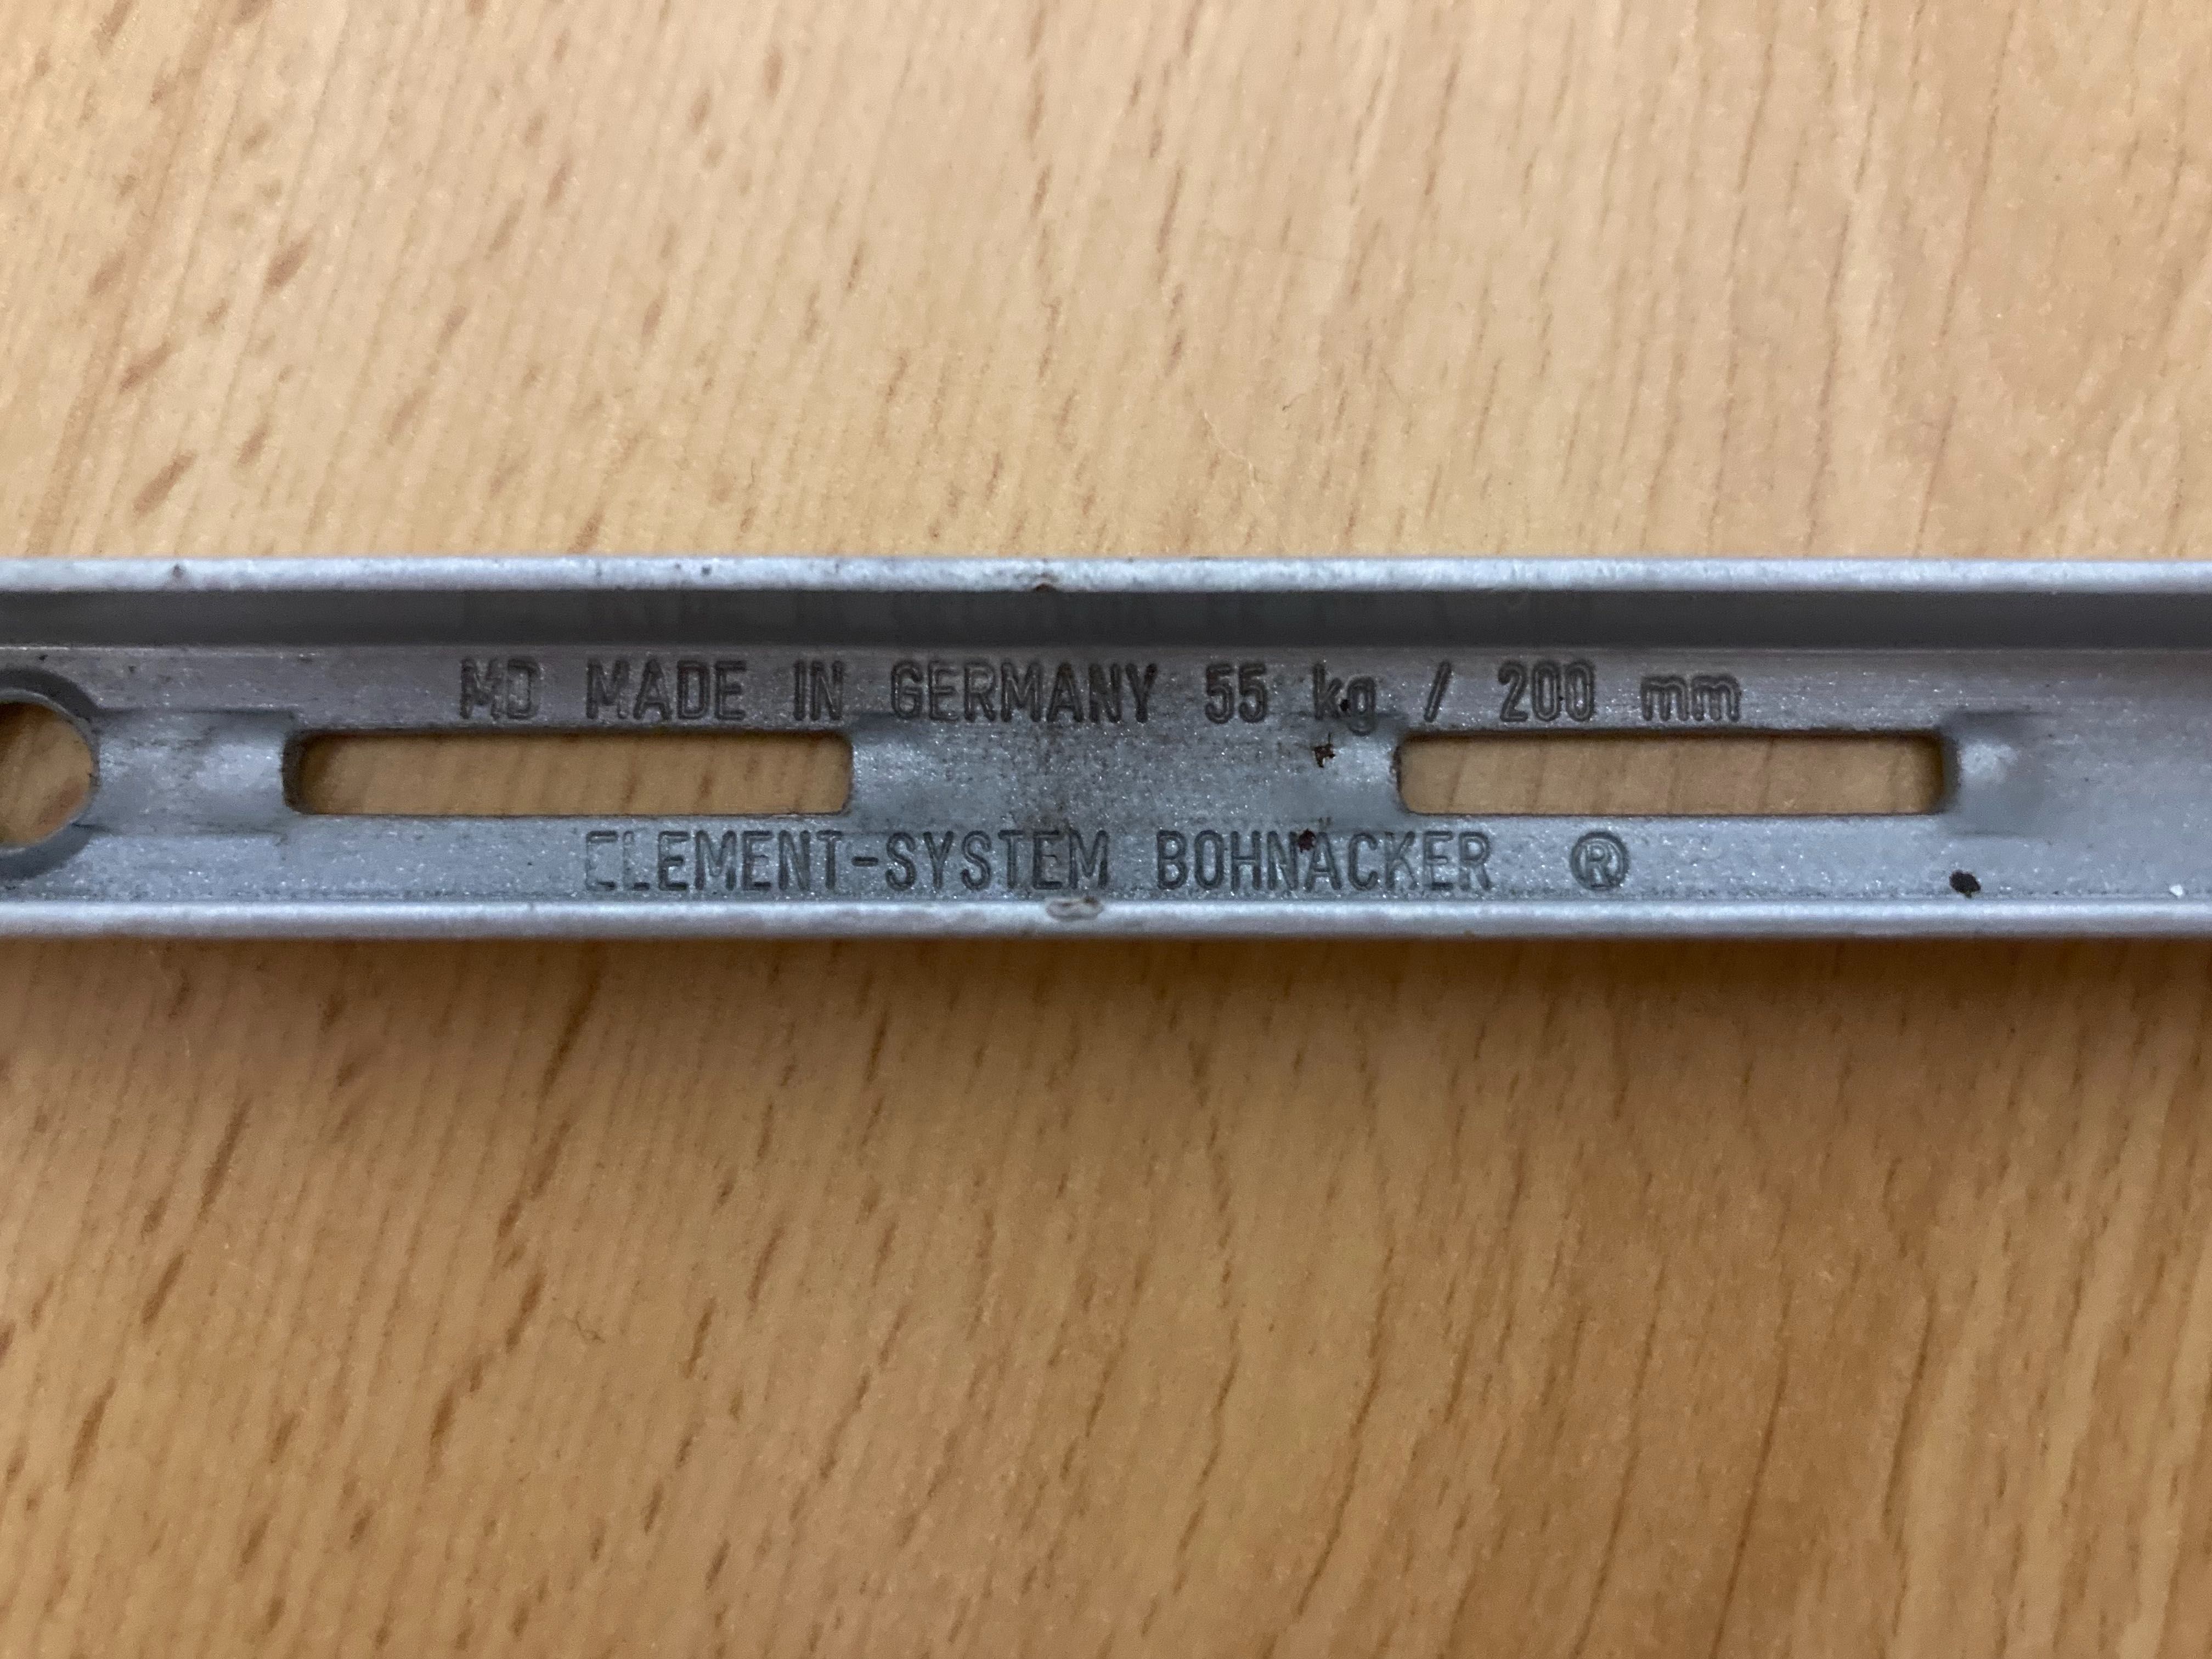 MD MADE IN GERMANY 55 kg / 200 mm
ELEMENT-SYSTEM BOHNACKER ®